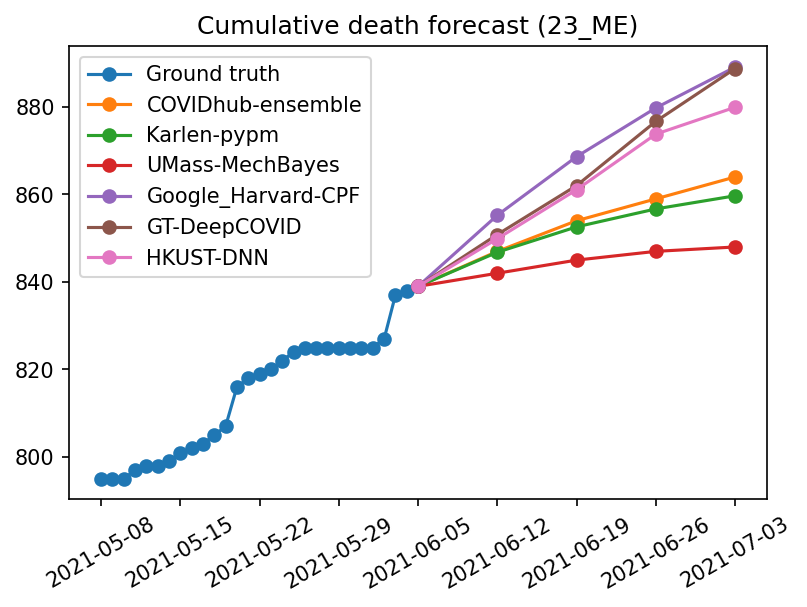 Cumulative death forecast (23_ME)
Ground truth
COVIDhub-ensemble
Karlen-pypm
UMass-MechBayes
Google_Harvard-CPF
GT-DeepCOVID
HKUST-DNN
880
860
840
820
800
2021-05-08
2021-05-15
2021-05-22
2021-05-29
2021-06-05
2021-06-12
2021-06-19
2021-06-26
2021-07-03